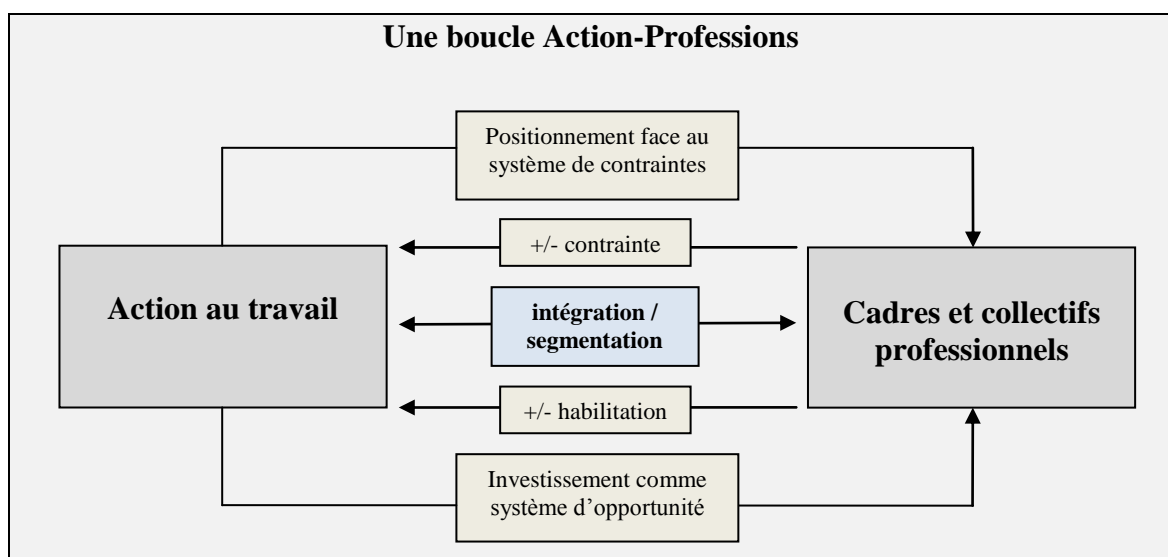 Une boucle Action-Professions
Positionnement face au
système de contraintes
+/- contrainte
Action au travail
intégration /
segmentation
Cadres et collectifs
professionnels
+/- habilitation
Investissement comme
système d’opportunité